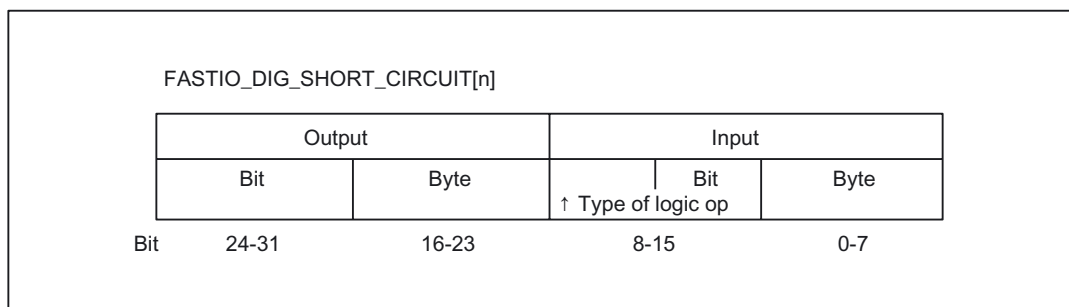 FASTIO_DIG_SHORT_CIRCUIT[n]
Output Input
Bit Byte Bit Byte
↑ Type of logic op
Bit 24-31 16-23 8-15 0-7